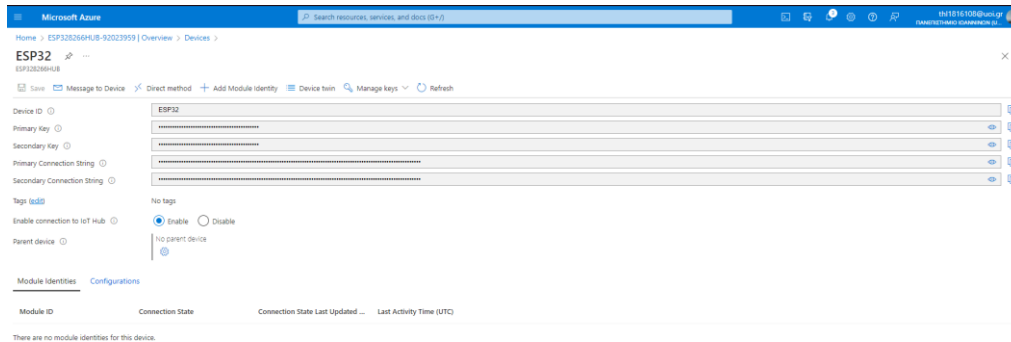 Microsoft Azure
Search resources, services, and docs (G+/)
thl1816108@uoi.gr
ΠΑΝΕΠΙΣΤΗΜΙΟ ΙΩΑΝΝΙΝΩΝ (U...
Home > ESP328266HUB-92023959 | Overview > Devices >
ESP32
ESP328266HUB
Save Message to Device Direct method Add Module Identity Device twin Manage keys Refresh
Device ID ESP32
Primary Key
Secondary Key
Primary Connection String
Secondary Connection String
Tags (edit) No tags
Enable connection to IoT Hub Enable Disable
Parent device No parent device
Module Identities Configurations
Module ID Connection State Connection State Last Updated ... Last Activity Time (UTC)
There are no module identities for this device.